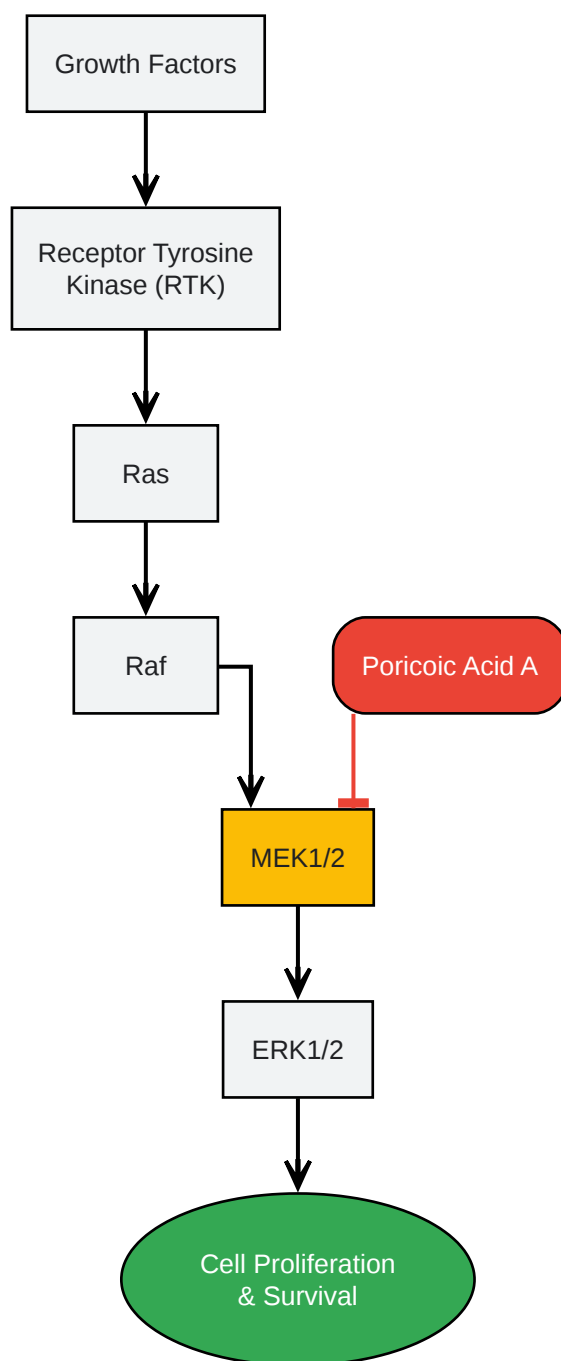 Growth Factors
Receptor Tyrosine
Kinase (RTK)
Ras
Raf
Poricoic Acid A
MEK1/2
ERK1/2
Cell Proliferation
& Survival